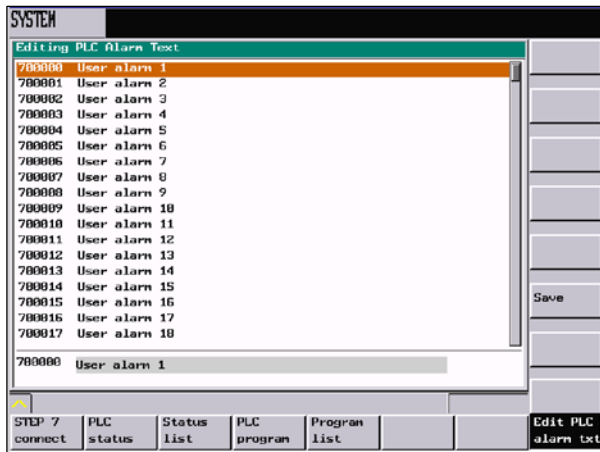 SYSTEM
Editing PLC Alarm Text
700000 User alarm 1
700001 User alarm 2
700002 User alarm 3
700003 User alarm 4
700004 User alarm 5
700005 User alarm 6
700006 User alarm 7
700007 User alarm 8
700008 User alarm 9
700009 User alarm 10
700010 User alarm 11
700011 User alarm 12
700012 User alarm 13
700013 User alarm 14
700014 User alarm 15
700015 User alarm 16
700016 User alarm 17
700017 User alarm 18
Save
700000 User alarm 1
STEP 7 connect
PLC status
Status list
PLC program
Program list
Edit PLC alarm txt